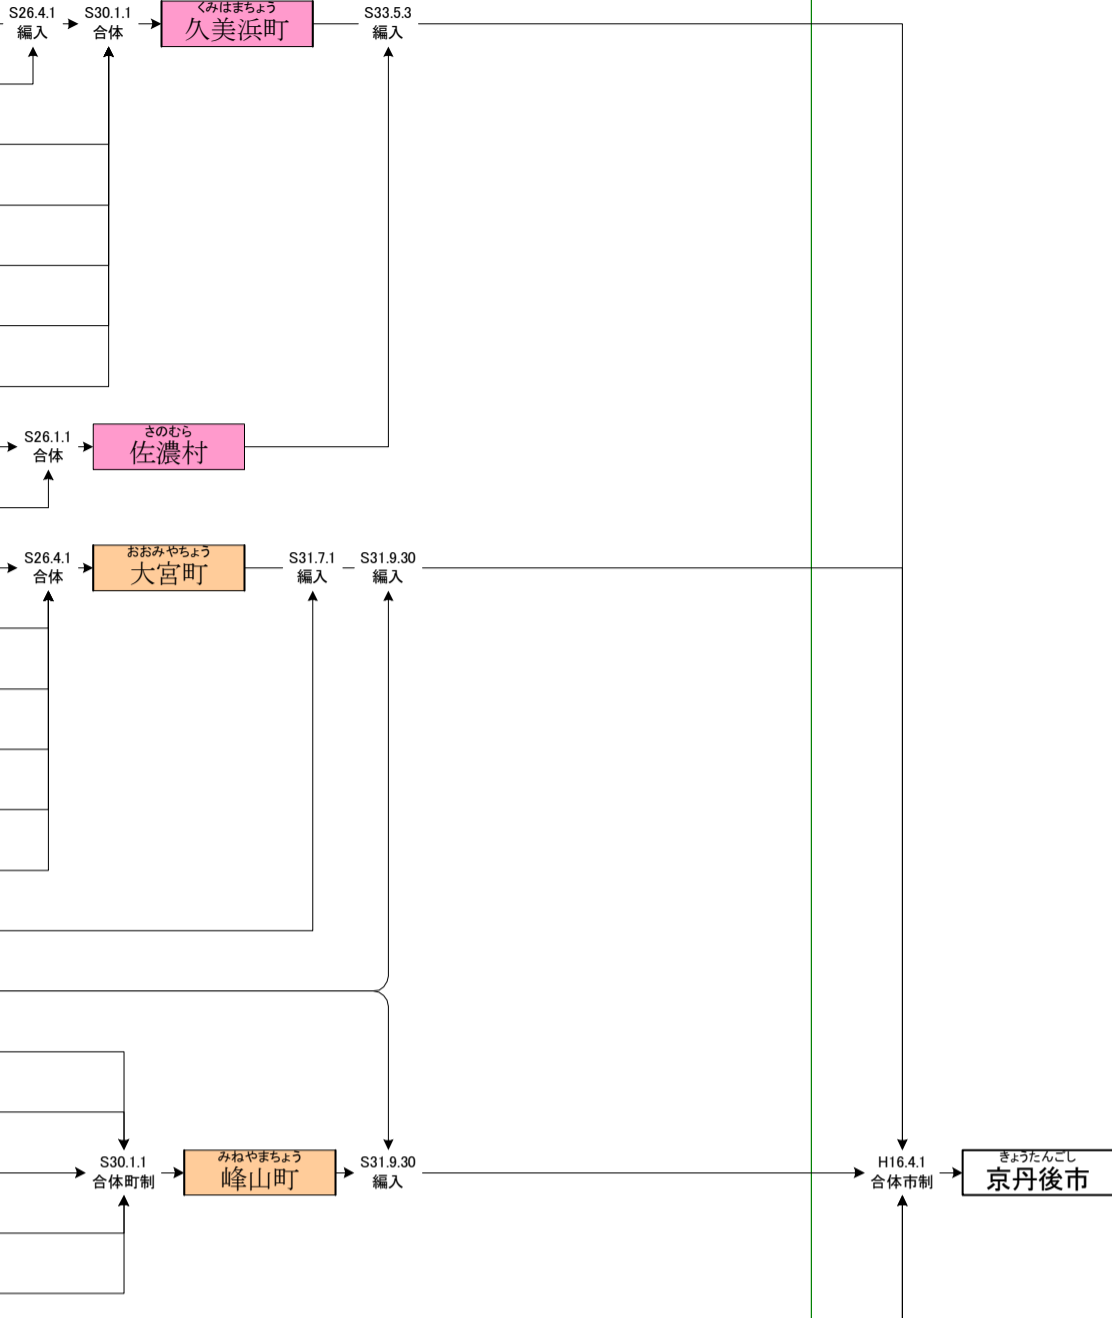 S26.4.1
編入
S30.1.1
合体
くみはまちょう
久美浜町
S33.5.3
編入
S26.1.1
合体
さのむら
佐濃村
S26.4.1
合体
おおみやちょう
大宮町
S31.7.1
編入
S31.9.30
編入
S30.1.1
合体町制
みねやまちょう
峰山町
S31.9.30
編入
H16.4.1
合体市制
きょうたんごし
京丹後市